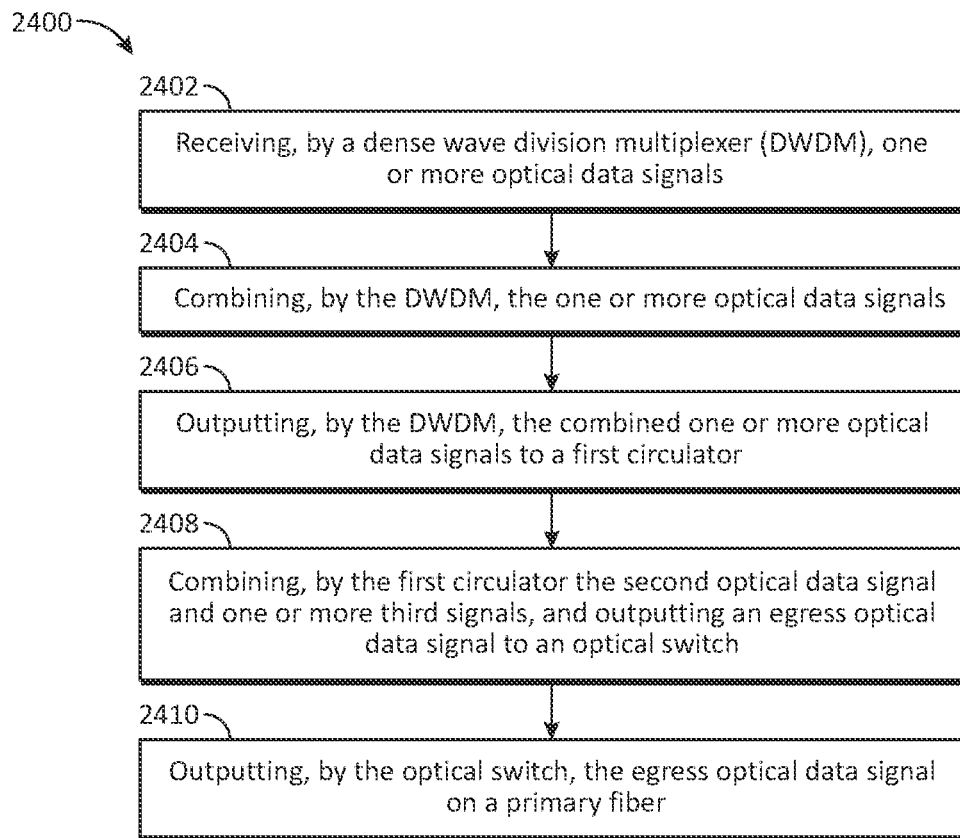 2400
2402
Receiving, by a dense wave division multiplexer (DWDM), one
or more optical data signals
2404
Combining, by the DWDM, the one or more optical data signals
2406
Outputting, by the DWDM, the combined one or more optical
data signals to a first circulator
2408
Combining, by the first circulator the second optical data signal
and one or more third signals, and outputting an egress optical
data signal to an optical switch
2410
Outputting, by the optical switch, the egress optical data signal
on a primary fiber